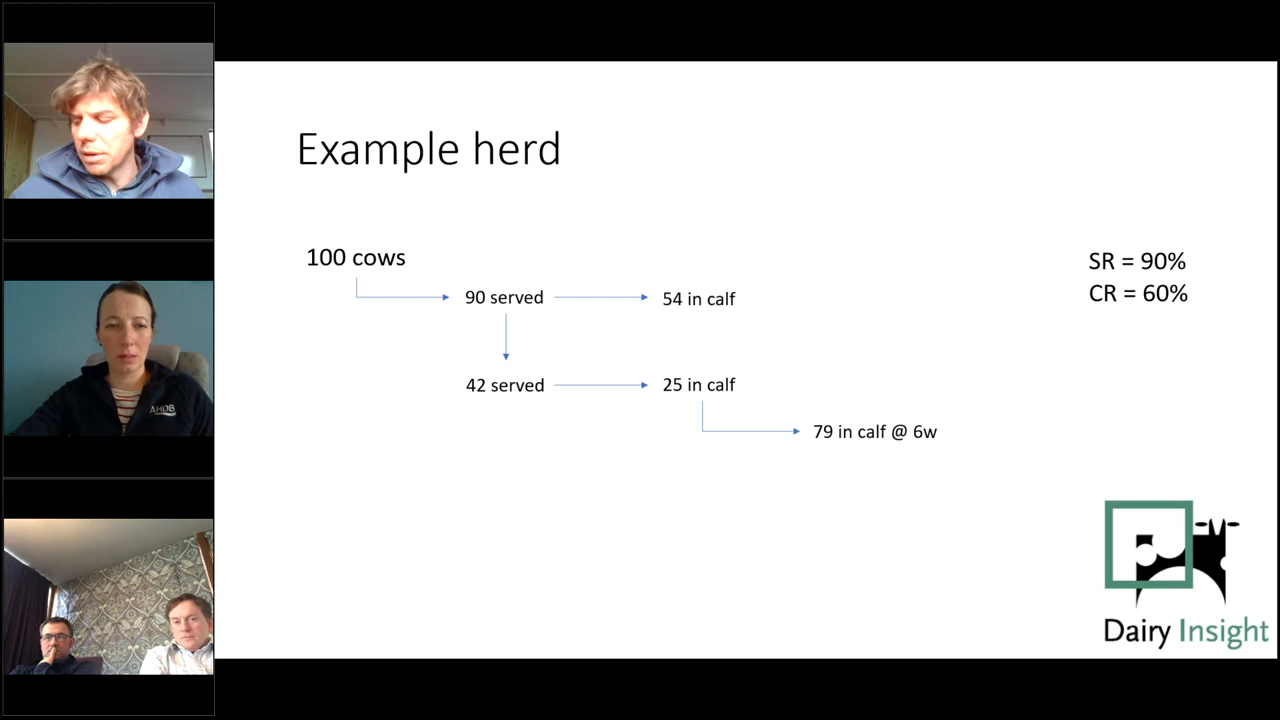 Example herd
100 cows
SR = 90%
CR = 60%
90 served
54 in calf
42 served
25 in calf
79 in calf @ 6w
AHDB
Dairy Insight